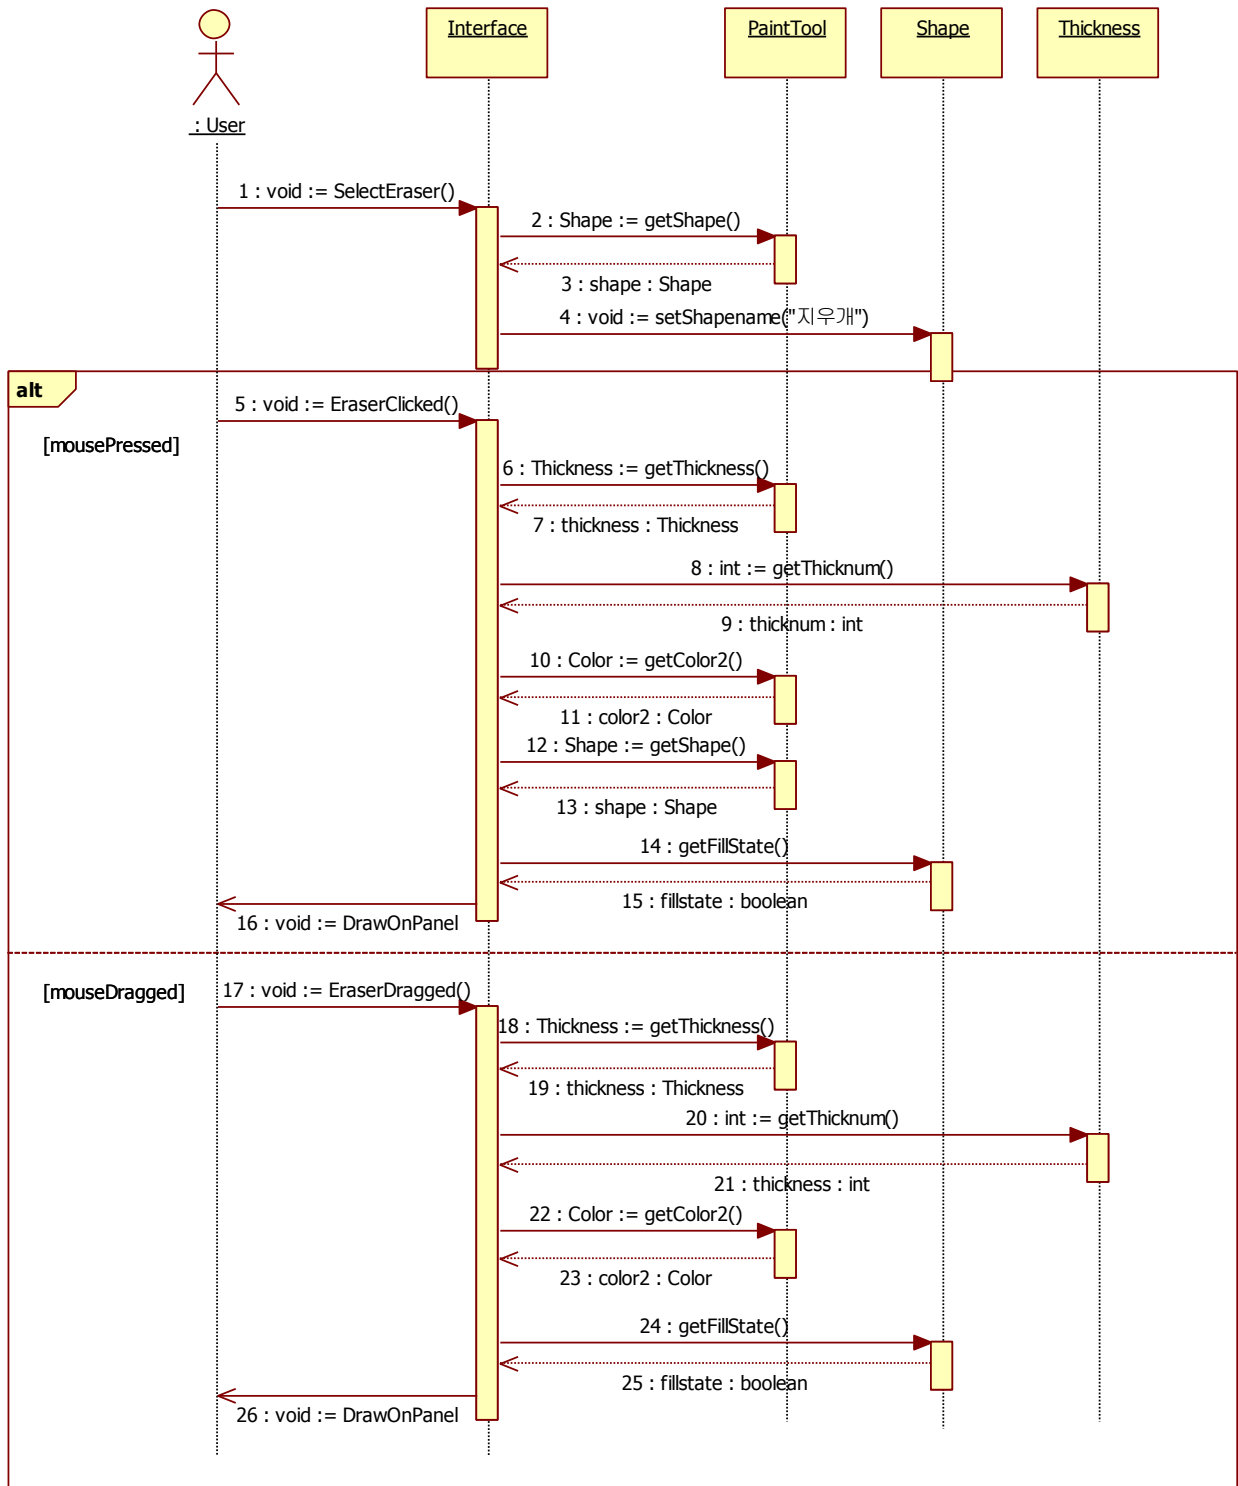 Interface
PaintTool
Shape
Thickness
: User
1 : void := SelectEraser()
2 : Shape := getShape()
3 : shape : Shape
4 : void := setShapename("지우개")
alt
5 : void := EraserClicked()
[mousePressed]
6 : Thickness := getThickness()
7 : thickness : Thickness
8 : int := getThicknum()
9 : thicknum : int
10 : Color := getColor2()
11 : color2 : Color
12 : Shape := getShape()
13 : shape : Shape
14 : getFillState()
15 : fillstate : boolean
16 : void := DrawOnPanel
[mouseDragged]
17 : void := EraserDragged()
18 : Thickness := getThickness()
19 : thickness : Thickness
20 : int := getThicknum()
21 : thickness : int
22 : Color := getColor2()
23 : color2 : Color
24 : getFillState()
25 : fillstate : boolean
26 : void := DrawOnPanel